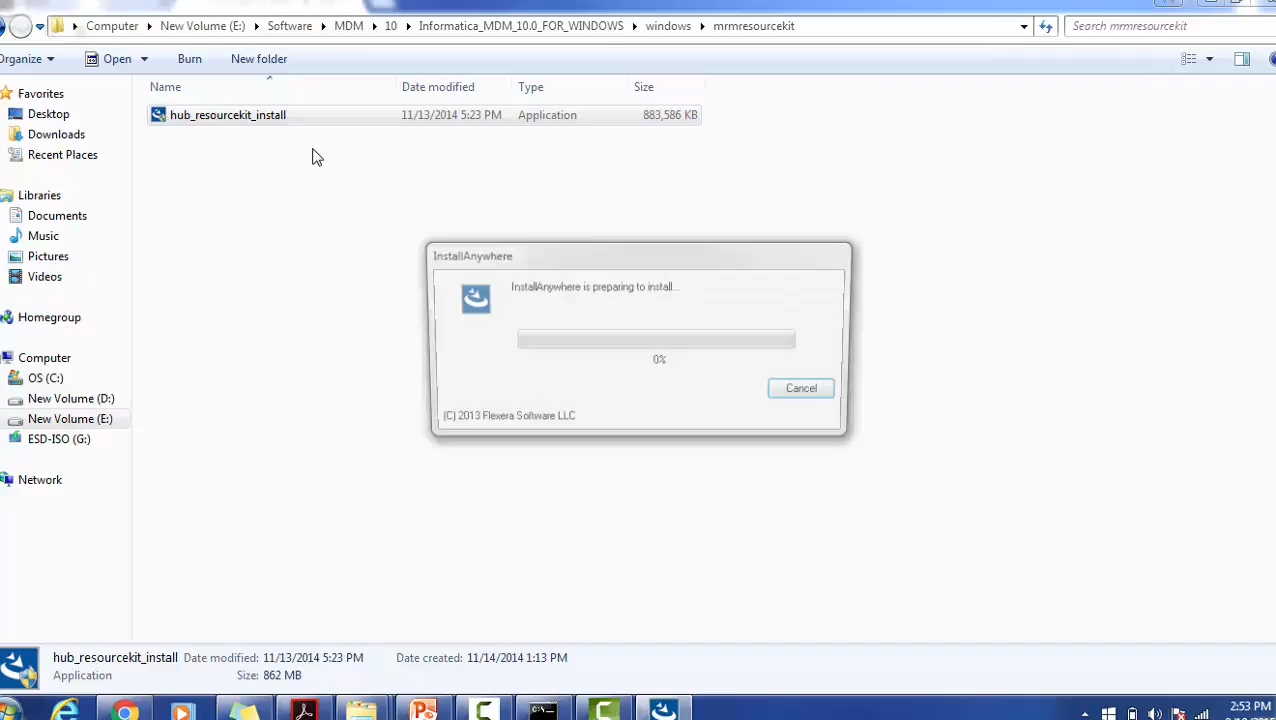 Computer New Volume (E:) Software MDM 10 Informatica_MDM_10.0_FOR_WINDOWS windows mrmresourcekit Search mrmresourcekit
Organize Open Burn New folder
Name Date modified Type Size
hub_resourcekit_install 11/13/2014 5:23 PM Application 883,586 KB
Favorites
Desktop
Downloads
Recent Places
Libraries
Documents
Music
Pictures
Videos
Homegroup
Computer
OS (C:)
New Volume (D:)
New Volume (E:)
ESD-ISO (G:)
Network
InstallAnywhere
InstallAnywhere is preparing to install...
0%
Cancel
(C) 2013 Flexera Software LLC
hub_resourcekit_install Date modified: 11/13/2014 5:23 PM Date created: 11/14/2014 1:13 PM
Application Size: 862 MB
2:53 PM